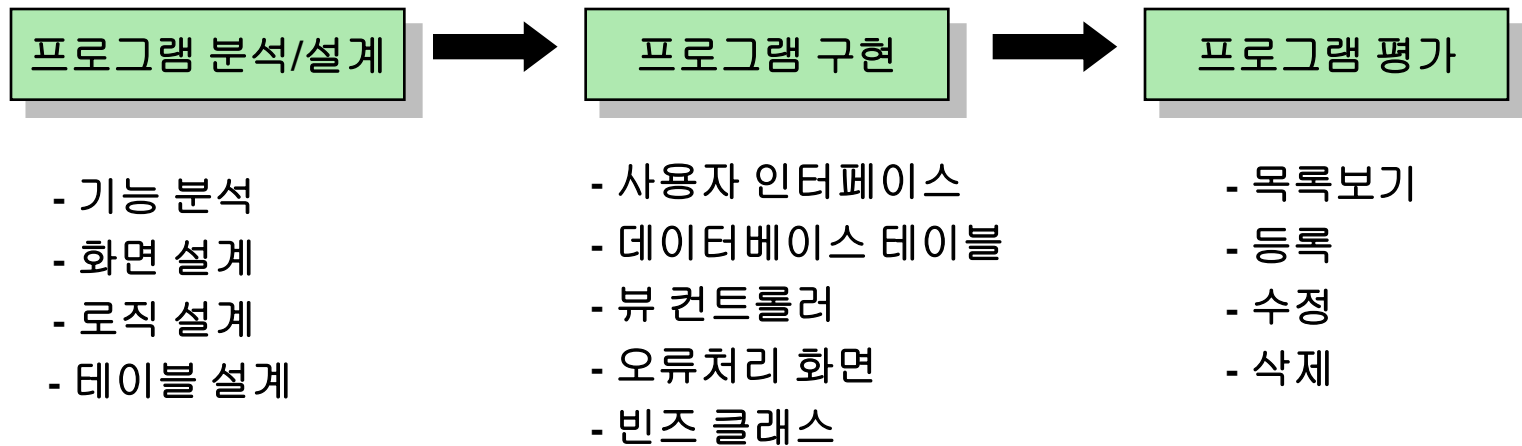 프로그램 분석/설계
- 기능 분석
- 화면 설계
- 로직 설계
- 테이블 설계
프로그램 구현
- 사용자 인터페이스
- 데이터베이스 테이블
- 뷰 컨트롤러
- 오류처리 화면
- 빈즈 클래스
프로그램 평가
- 목록보기
- 등록
- 수정
- 삭제